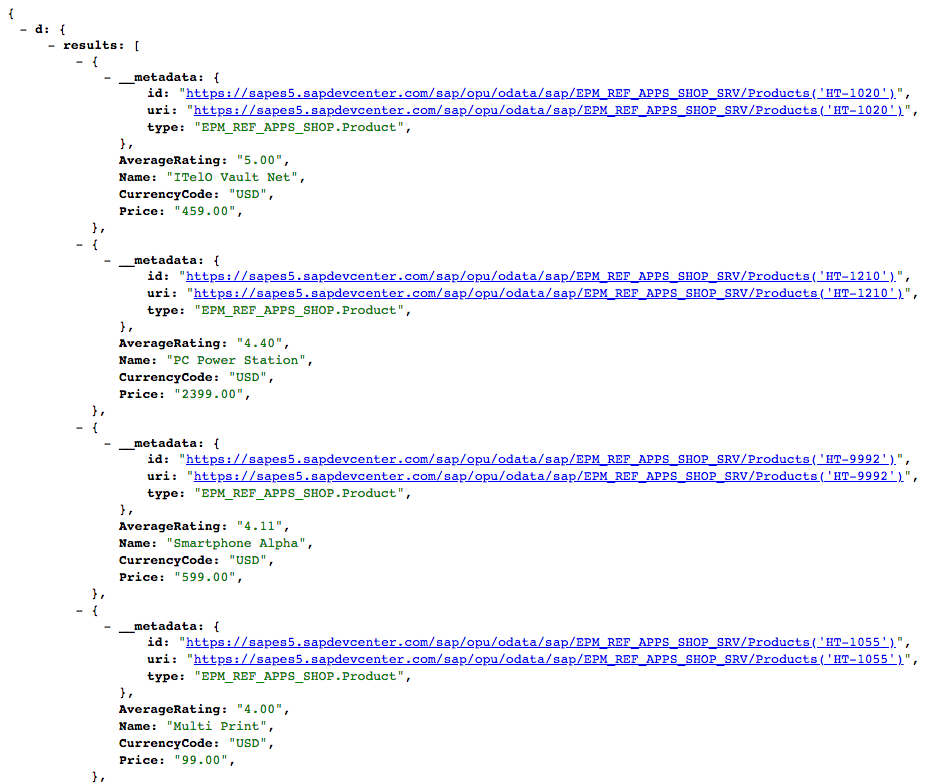 {
- d: {
- results: [
- {
- __metadata: {
id: "https://sapes5.sapdevcenter.com/sap/opu/odata/sap/EPM_REF_APPS_SHOP_SRV/Products('HT-1020')",
uri: "https://sapes5.sapdevcenter.com/sap/opu/odata/sap/EPM_REF_APPS_SHOP_SRV/Products('HT-1020')",
type: "EPM_REF_APPS_SHOP.Product",
},
AverageRating: "5.00",
Name: "ITelO Vault Net",
CurrencyCode: "USD",
Price: "459.00",
},
- {
- __metadata: {
id: "https://sapes5.sapdevcenter.com/sap/opu/odata/sap/EPM_REF_APPS_SHOP_SRV/Products('HT-1210')",
uri: "https://sapes5.sapdevcenter.com/sap/opu/odata/sap/EPM_REF_APPS_SHOP_SRV/Products('HT-1210')",
type: "EPM_REF_APPS_SHOP.Product",
},
AverageRating: "4.40",
Name: "PC Power Station",
CurrencyCode: "USD",
Price: "2399.00",
},
- {
- __metadata: {
id: "https://sapes5.sapdevcenter.com/sap/opu/odata/sap/EPM_REF_APPS_SHOP_SRV/Products('HT-9992')",
uri: "https://sapes5.sapdevcenter.com/sap/opu/odata/sap/EPM_REF_APPS_SHOP_SRV/Products('HT-9992')",
type: "EPM_REF_APPS_SHOP.Product",
},
AverageRating: "4.11",
Name: "Smartphone Alpha",
CurrencyCode: "USD",
Price: "599.00",
},
- {
- __metadata: {
id: "https://sapes5.sapdevcenter.com/sap/opu/odata/sap/EPM_REF_APPS_SHOP_SRV/Products('HT-1055')",
uri: "https://sapes5.sapdevcenter.com/sap/opu/odata/sap/EPM_REF_APPS_SHOP_SRV/Products('HT-1055')",
type: "EPM_REF_APPS_SHOP.Product",
},
AverageRating: "4.00",
Name: "Multi Print",
CurrencyCode: "USD",
Price: "99.00",
},